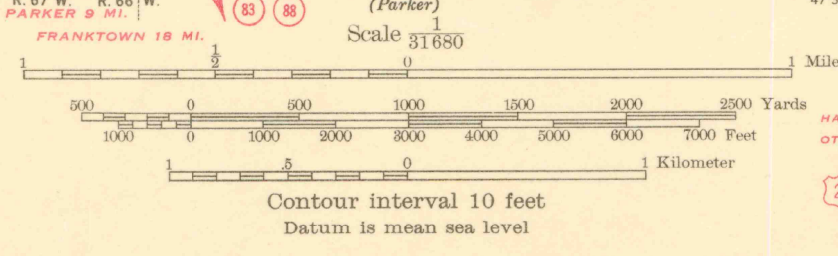 R. 67 W. R. 66 W.
PARKER 9 MI.
FRANKTOWN 18 MI.
83 88
(Parker)
Scale 1/31680
1 1/2 0 1 Mile
500 0 500 1000 1500 2000 2500 Yards
1000 0 1000 2000 3000 4000 5000 6000 7000 Feet
1 .5 0 1 Kilometer
Contour interval 10 feet
Datum is mean sea level
HA
OT